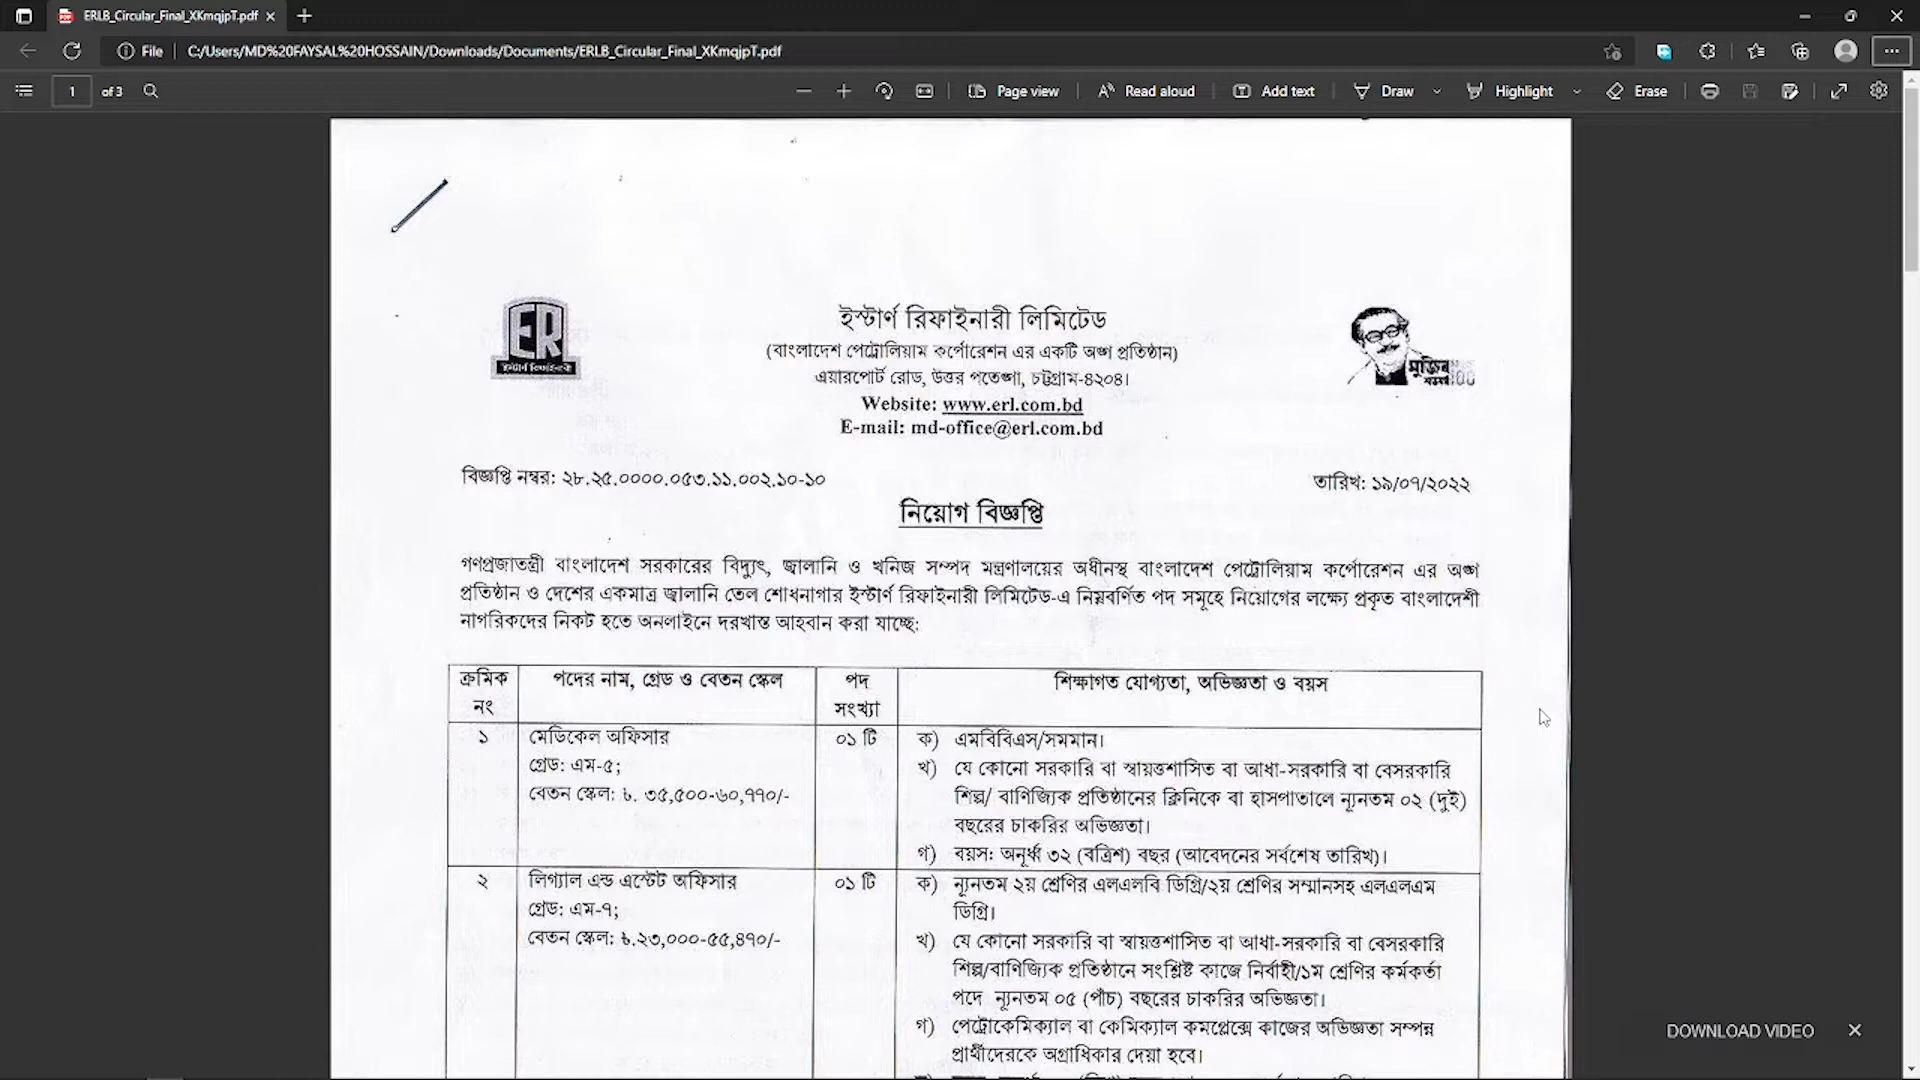 ERLB_Circular_Final_XKmqjpT.pdf
File
C:/Users/MD%20FAYSAL%20HOSSAIN/Downloads/Documents/ERLB_Circular_Final_XKmqjpT.pdf
1 of 3
Page view
Read aloud
Add text
Draw
Highlight
Erase
ER
ইস্টার্ণ রিফাইনারী
ইস্টার্ণ রিফাইনারী লিমিটেড
(বাংলাদেশ পেট্রোলিয়াম কর্পোরেশন এর একটি অঙ্গ প্রতিষ্ঠান)
এয়ারপোর্ট রোড, উত্তর পতেঙ্গা, চট্টগ্রাম-৪২০৪।
Website: www.erl.com.bd
E-mail: md-office@erl.com.bd
মুজিব
100
বিজ্ঞপ্তি নম্বর: ২৮.২৫.০০০০.০৫৩.১১.০০২.১০-১০
তারিখ: ১৯/০৭/২০২২
নিয়োগ বিজ্ঞপ্তি
গণপ্রজাতন্ত্রী বাংলাদেশ সরকারের বিদ্যুৎ, জ্বালানি ও খনিজ সম্পদ মন্ত্রণালয়ের অধীনস্থ বাংলাদেশ পেট্রোলিয়াম কর্পোরেশন এর অঙ্গ
প্রতিষ্ঠান ও দেশের একমাত্র জ্বালানি তেল শোধনাগার ইস্টার্ণ রিফাইনারী লিমিটেড-এ নিম্নবর্ণিত পদ সমূহে নিয়োগের লক্ষ্যে প্রকৃত বাংলাদেশী
নাগরিকদের নিকট হতে অনলাইনে দরখাস্ত আহবান করা যাচ্ছে:
ক্রমিক নং
পদের নাম, গ্রেড ও বেতন স্কেল
পদ সংখ্যা
শিক্ষাগত যোগ্যতা, অভিজ্ঞতা ও বয়স
১
মেডিকেল অফিসার
গ্রেড: এম-৫;
বেতন স্কেল: ৳. ৩৫,৫০০-৬০,৭৭০/-
০১ টি
ক) এমবিবিএস/সমমান।
খ) যে কোনো সরকারি বা স্বায়ত্তশাসিত বা আধা-সরকারি বা বেসরকারি
শিল্প/ বাণিজ্যিক প্রতিষ্ঠানের ক্লিনিকে বা হাসপাতালে ন্যূনতম ০২ (দুই)
বছরের চাকরির অভিজ্ঞতা।
গ) বয়স: অনূর্ধ্ব ৩২ (বত্রিশ) বছর (আবেদনের সর্বশেষ তারিখ)।
২
লিগ্যাল এন্ড এস্টেট অফিসার
গ্রেড: এম-৭;
বেতন স্কেল: ৳.২৩,০০০-৫৫,৪৭০/-
০১ টি
ক) ন্যূনতম ২য় শ্রেণির এলএলবি ডিগ্রি/২য় শ্রেণির সম্মানসহ এলএলএম
ডিগ্রি।
খ) যে কোনো সরকারি বা স্বায়ত্তশাসিত বা আধা-সরকারি বা বেসরকারি
শিল্প/বাণিজ্যিক প্রতিষ্ঠানে সংশ্লিষ্ট কাজে নির্বাহী/১ম শ্রেণির কর্মকর্তা
পদে ন্যূনতম ০৫ (পাঁচ) বছরের চাকরির অভিজ্ঞতা।
গ) পেট্রোকেমিক্যাল বা কেমিক্যাল কমপ্লেক্সে কাজের অভিজ্ঞতা সম্পন্ন
প্রার্থীদেরকে অগ্রাধিকার দেয়া হবে।
DOWNLOAD VIDEO